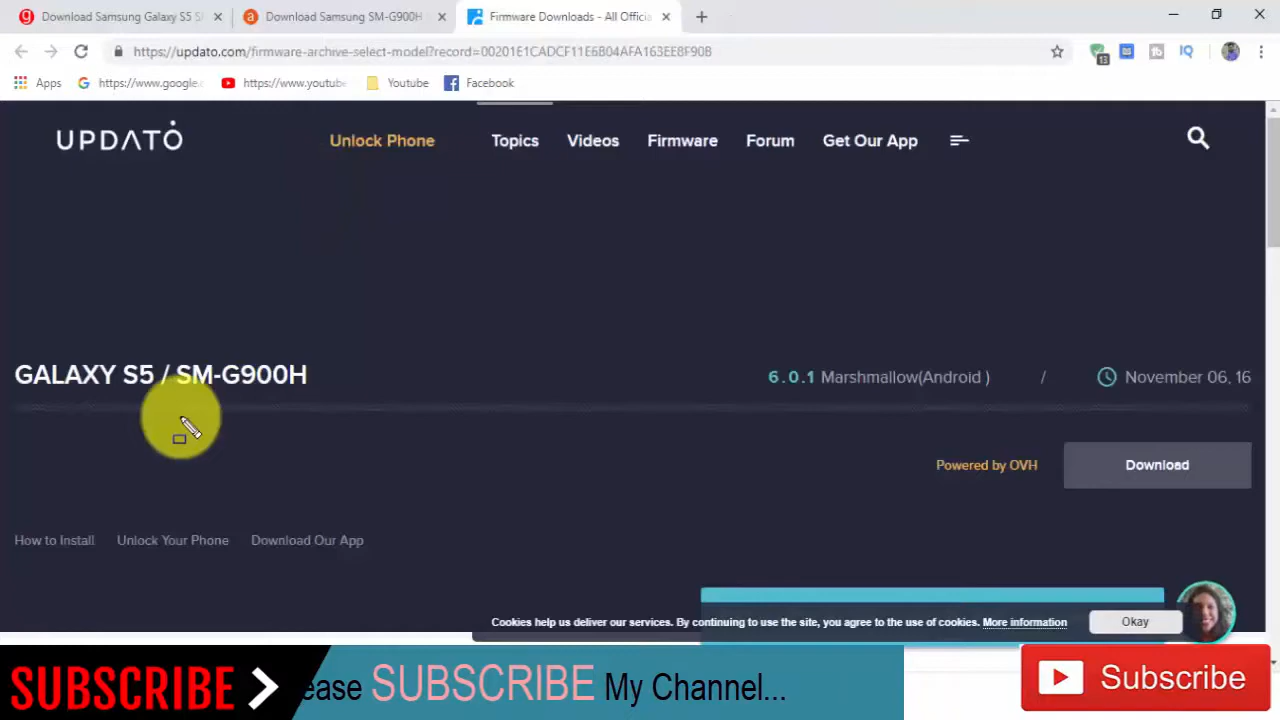 Download Samsung Galaxy S5 S
Download Samsung SM-G900H
Firmware Downloads - All Officia
https://updato.com/firmware-archive-select-model?record=00201E1CADCF11E6B04AFA163EE8F90B
13
IQ
Apps
https://www.google.c
https://www.youtube
Youtube
Facebook
UPDATO
Unlock Phone
Topics
Videos
Firmware
Forum
Get Our App
GALAXY S5 / SM-G900H
6.0.1 Marshmallow(Android )
/
November 06, 16
Powered by OVH
Download
How to Install
Unlock Your Phone
Download Our App
Cookies help us deliver our services. By continuing to use the site, you agree to the use of cookies. More information
Okay
SUBSCRIBE
ease SUBSCRIBE My Channel...
Subscribe